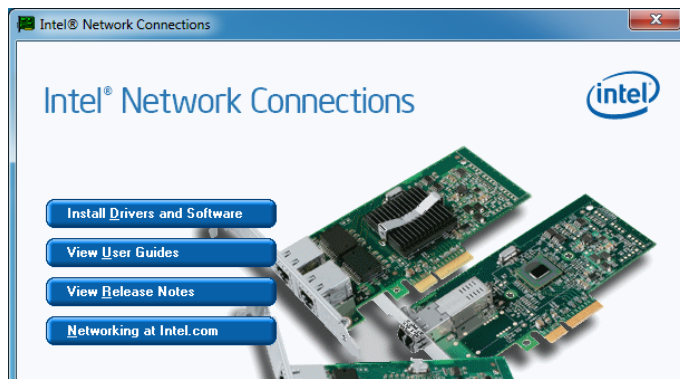 Intel® Network Connections
Intel® Network Connections
intel
Install Drivers and Software
View User Guides
View Release Notes
Networking at Intel.com